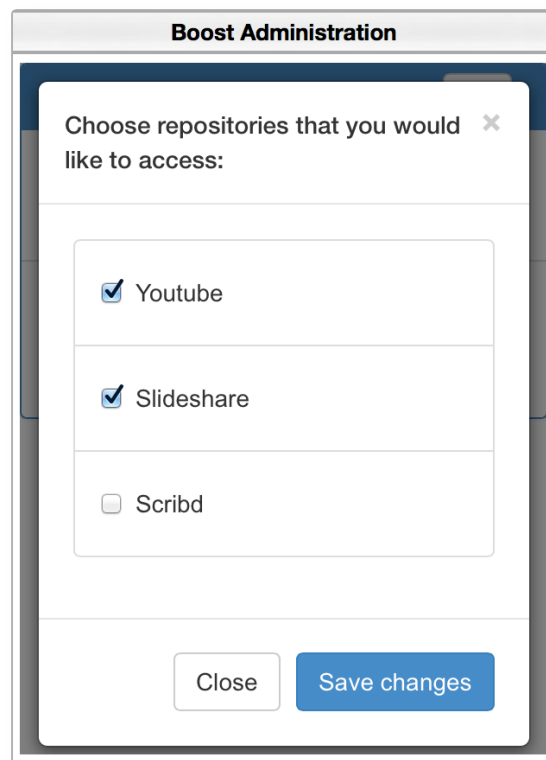 Boost Administration
Choose repositories that you would ×
like to access:
Youtube
Slideshare
Scribd
Close Save changes